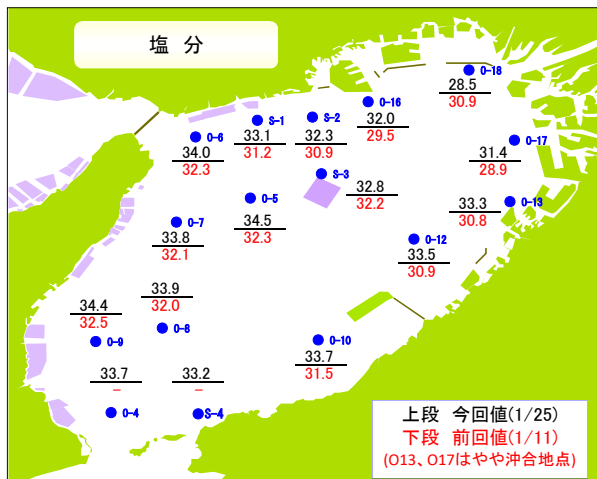 塩 分
O-18
28.5
30.9
O-16
32.0
29.5
S-1
33.1
31.2
S-2
32.3
30.9
O-6
34.0
32.3
O-17
31.4
28.9
S-3
32.8
32.2
O-5
34.5
32.3
O-13
33.3
30.8
O-7
33.8
32.1
O-12
33.5
30.9
33.9
32.0
O-8
34.4
32.5
O-9
O-10
33.7
31.5
33.7
–
O-4
33.2
–
S-4
上段 今回値(1/25)
下段 前回値(1/11)
(O13、O17はやや沖合地点)